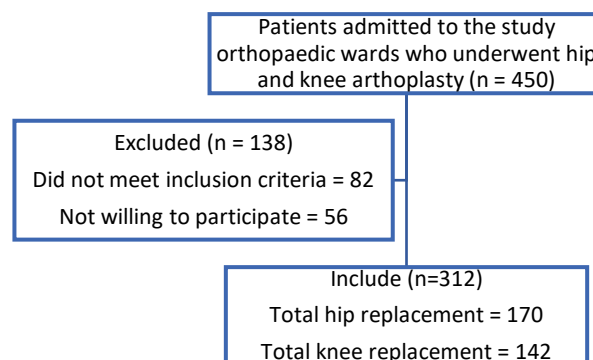 Patients admitted to the study
orthopaedic wards who underwent hip
and knee arthoplasty (n = 450)
Excluded (n = 138)
Did not meet inclusion criteria = 82
Not willing to participate = 56
Include (n=312)
Total hip replacement = 170
Total knee replacement = 142